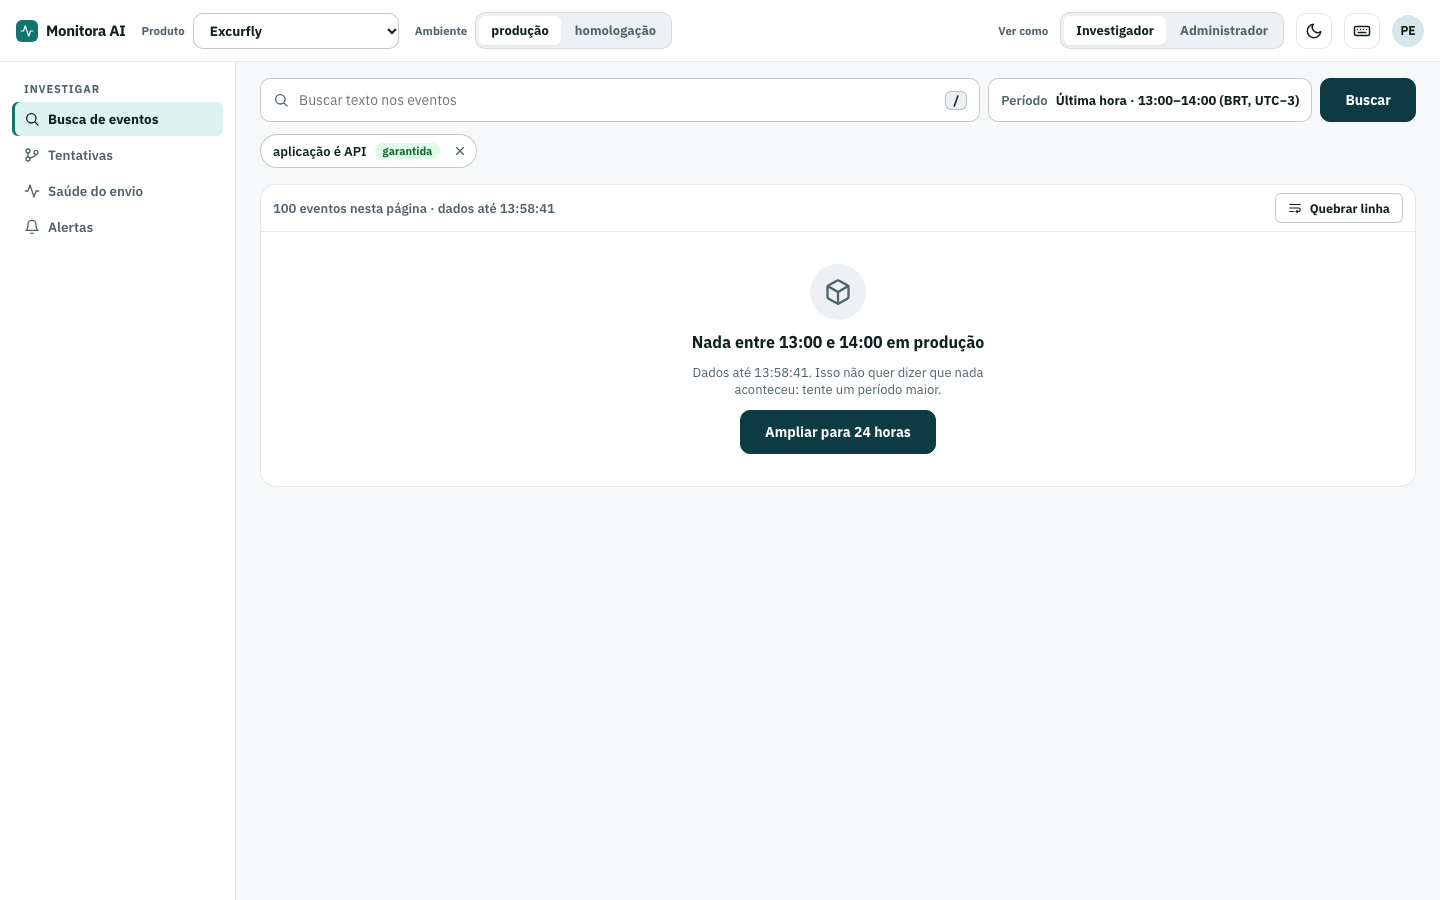 Monitora AI
Produto
Excurfly
Ambiente
produção
homologação
Ver como
Investigador
Administrador
PE
INVESTIGAR
Busca de eventos
Tentativas
Saúde do envio
Alertas
Buscar texto nos eventos
/
Período Última hora · 13:00–14:00 (BRT, UTC−3)
Buscar
aplicação é API garantida
100 eventos nesta página · dados até 13:58:41
Quebrar linha
Nada entre 13:00 e 14:00 em produção
Dados até 13:58:41. Isso não quer dizer que nada
aconteceu: tente um período maior.
Ampliar para 24 horas